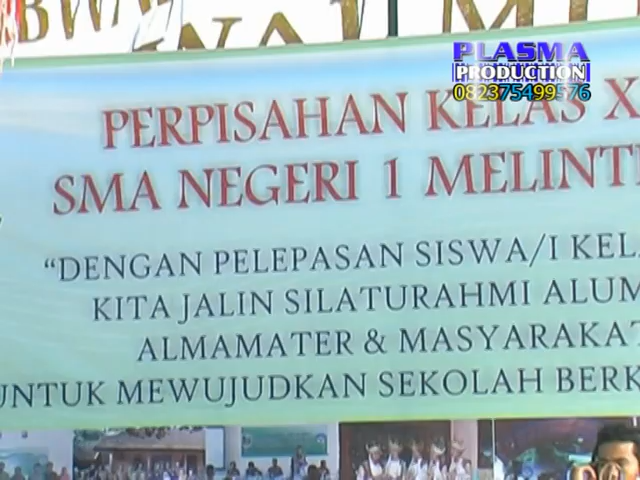 PLASMA
PRODUCTION
082375499576
PERPISAHAN KELAS X
SMA NEGERI 1 MELINT
"DENGAN PELEPASAN SISWA/I KEL
KITA JALIN SILATURAHMI ALUM
ALMAMATER & MASYARAKAT
UNTUK MEWUJUDKAN SEKOLAH BERK